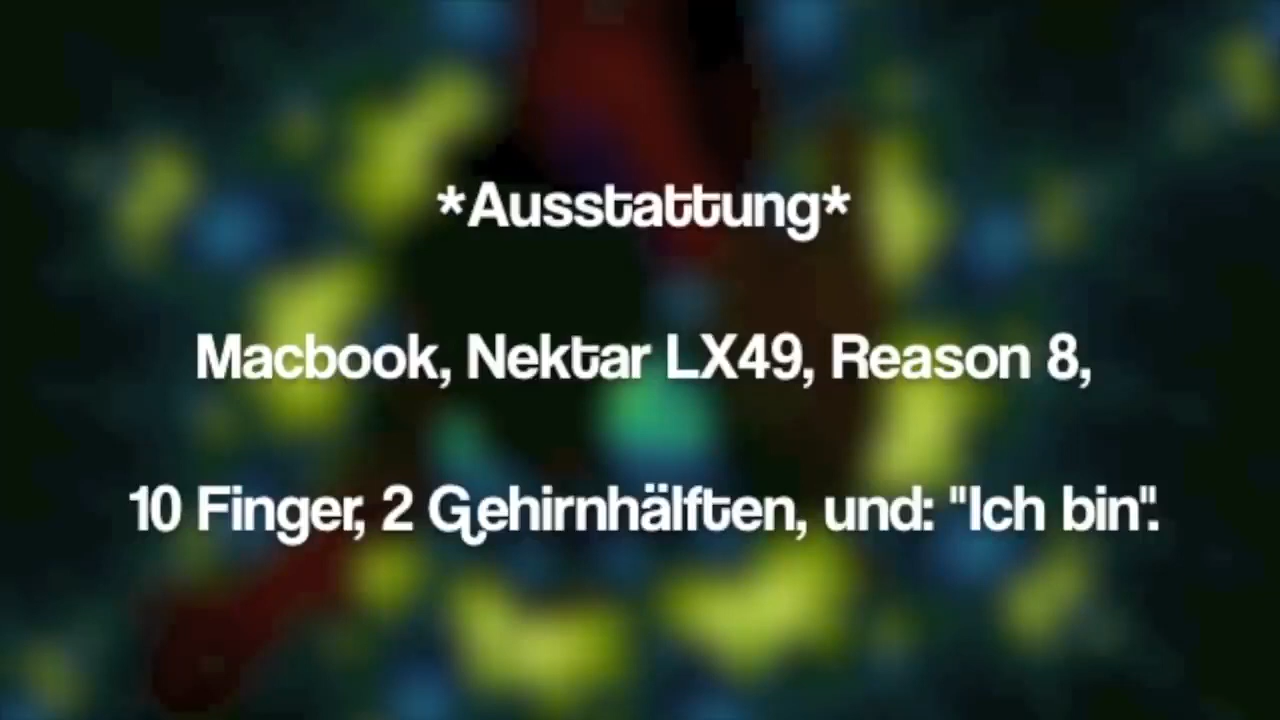 *Ausstattung*
Macbook, Nektar LX49, Reason 8,
10 Finger, 2 Gehirnhälften, und: "Ich bin".